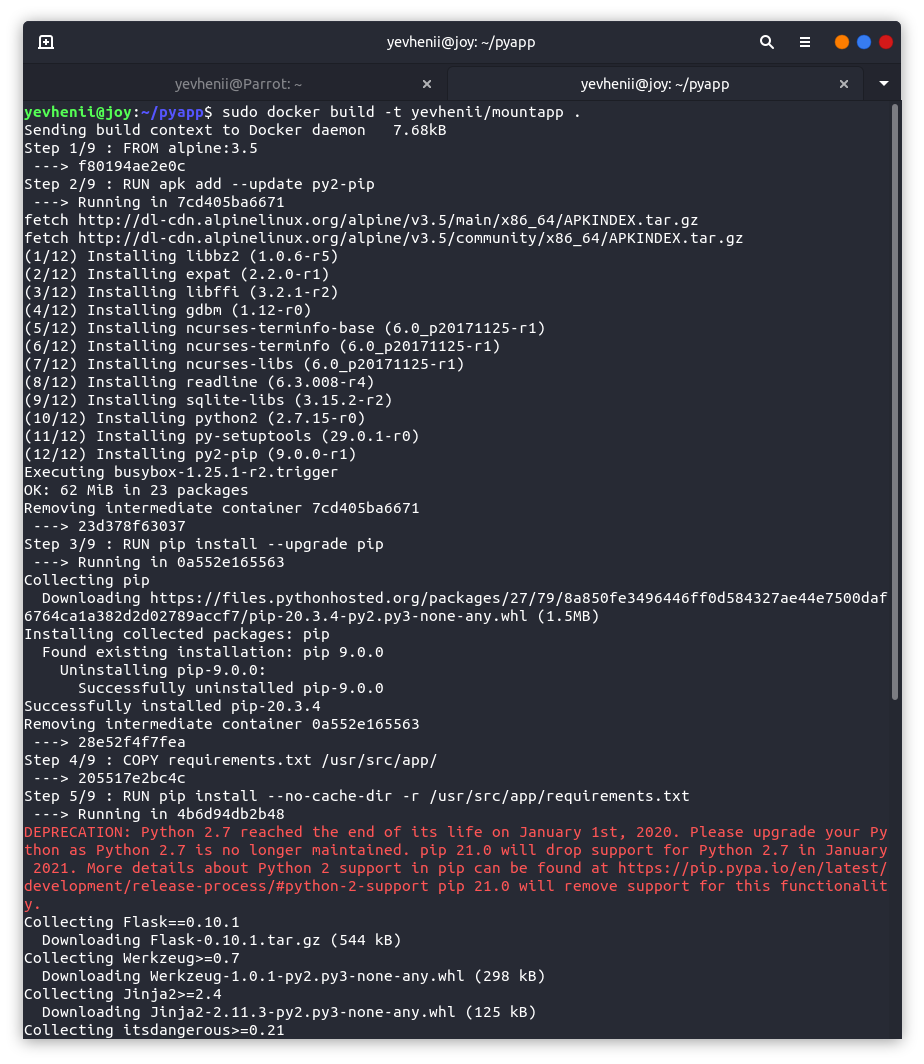 yevhenii@joy: ~/pyapp
yevhenii@Parrot: ~
yevhenii@joy: ~/pyapp
yevhenii@joy:~/pyapp$ sudo docker build -t yevhenii/mountapp .
Sending build context to Docker daemon   7.68kB
Step 1/9 : FROM alpine:3.5
 ---> f80194ae2e0c
Step 2/9 : RUN apk add --update py2-pip
 ---> Running in 7cd405ba6671
fetch http://dl-cdn.alpinelinux.org/alpine/v3.5/main/x86_64/APKINDEX.tar.gz
fetch http://dl-cdn.alpinelinux.org/alpine/v3.5/community/x86_64/APKINDEX.tar.gz
(1/12) Installing libbz2 (1.0.6-r5)
(2/12) Installing expat (2.2.0-r1)
(3/12) Installing libffi (3.2.1-r2)
(4/12) Installing gdbm (1.12-r0)
(5/12) Installing ncurses-terminfo-base (6.0_p20171125-r1)
(6/12) Installing ncurses-terminfo (6.0_p20171125-r1)
(7/12) Installing ncurses-libs (6.0_p20171125-r1)
(8/12) Installing readline (6.3.008-r4)
(9/12) Installing sqlite-libs (3.15.2-r2)
(10/12) Installing python2 (2.7.15-r0)
(11/12) Installing py-setuptools (29.0.1-r0)
(12/12) Installing py2-pip (9.0.0-r1)
Executing busybox-1.25.1-r2.trigger
OK: 62 MiB in 23 packages
Removing intermediate container 7cd405ba6671
 ---> 23d378f63037
Step 3/9 : RUN pip install --upgrade pip
 ---> Running in 0a552e165563
Collecting pip
  Downloading https://files.pythonhosted.org/packages/27/79/8a850fe3496446ff0d584327ae44e7500daf
6764ca1a382d2d02789accf7/pip-20.3.4-py2.py3-none-any.whl (1.5MB)
Installing collected packages: pip
  Found existing installation: pip 9.0.0
    Uninstalling pip-9.0.0:
      Successfully uninstalled pip-9.0.0
Successfully installed pip-20.3.4
Removing intermediate container 0a552e165563
 ---> 28e52f4f7fea
Step 4/9 : COPY requirements.txt /usr/src/app/
 ---> 205517e2bc4c
Step 5/9 : RUN pip install --no-cache-dir -r /usr/src/app/requirements.txt
 ---> Running in 4b6d94db2b48
DEPRECATION: Python 2.7 reached the end of its life on January 1st, 2020. Please upgrade your Py
thon as Python 2.7 is no longer maintained. pip 21.0 will drop support for Python 2.7 in January
 2021. More details about Python 2 support in pip can be found at https://pip.pypa.io/en/latest/
development/release-process/#python-2-support pip 21.0 will remove support for this functionalit
y.
Collecting Flask==0.10.1
  Downloading Flask-0.10.1.tar.gz (544 kB)
Collecting Werkzeug>=0.7
  Downloading Werkzeug-1.0.1-py2.py3-none-any.whl (298 kB)
Collecting Jinja2>=2.4
  Downloading Jinja2-2.11.3-py2.py3-none-any.whl (125 kB)
Collecting itsdangerous>=0.21